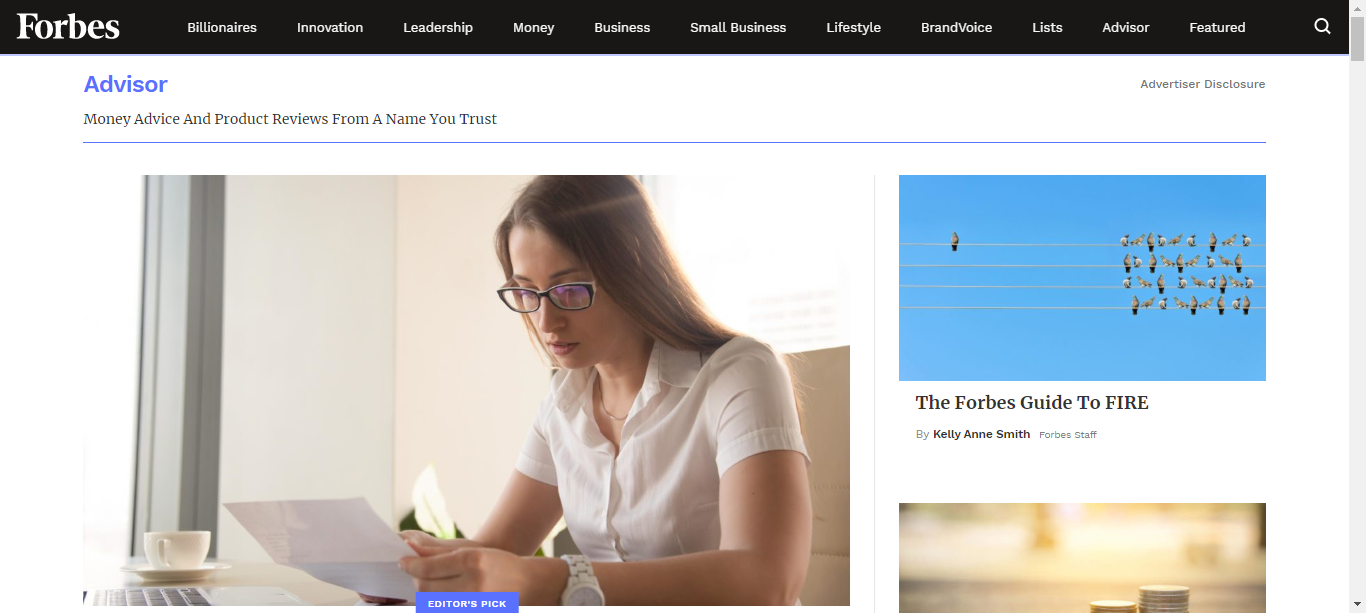 Forbes
Billionaires Innovation Leadership Money Business Small Business Lifestyle BrandVoice Lists Advisor Featured
Advisor
Advertiser Disclosure
Money Advice And Product Reviews From A Name You Trust
EDITOR'S PICK
The Forbes Guide To FIRE
By Kelly Anne Smith Forbes Staff